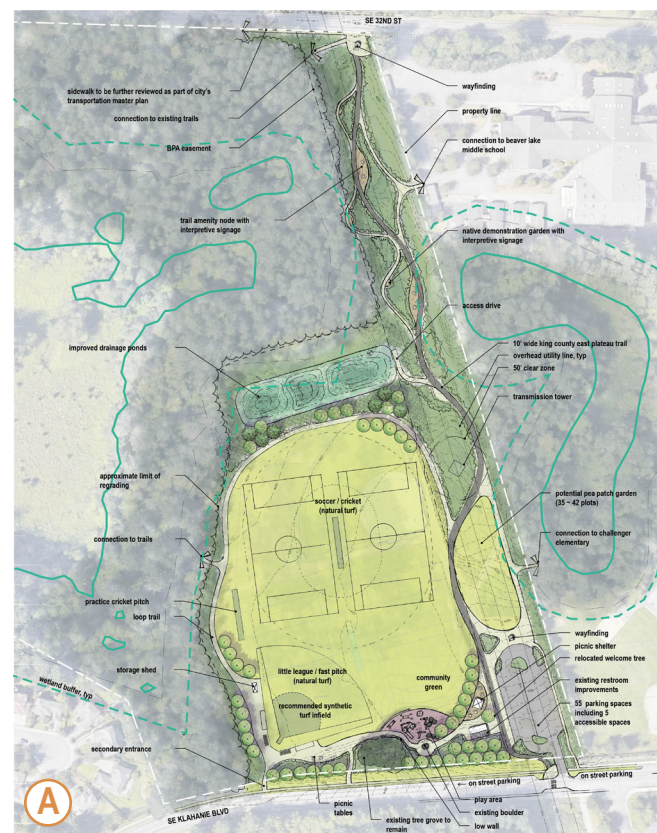 SE 32ND ST
wayfinding
sidewalk to be further reviewed as part of city's
transportation master plan
property line
connection to existing trails
connection to beaver lake
middle school
BPA easement
trail amenity node with
interpretive signage
native demonstration garden with
interpretive signage
access drive
improved drainage ponds
10' wide king county east plateau trail
overhead utility line, typ
50' clear zone
transmission tower
approximate limit of
regrading
soccer / cricket
(natural turf)
potential pea patch garden
(35 ~ 42 plots)
connection to trails
connection to challenger
elementary
practice cricket pitch
loop trail
wayfinding
picnic shelter
relocated welcome tree
storage shed
little league / fast pitch
(natural turf)
community
green
existing restroom
improvements
wetland buffer, typ
recommended synthetic
turf infield
55 parking spaces
including 5
accessible spaces
secondary entrance
on street parking
on street parking
A
SE KLAHANIE BLVD
picnic
tables
existing tree grove to
remain
play area
existing boulder
low wall